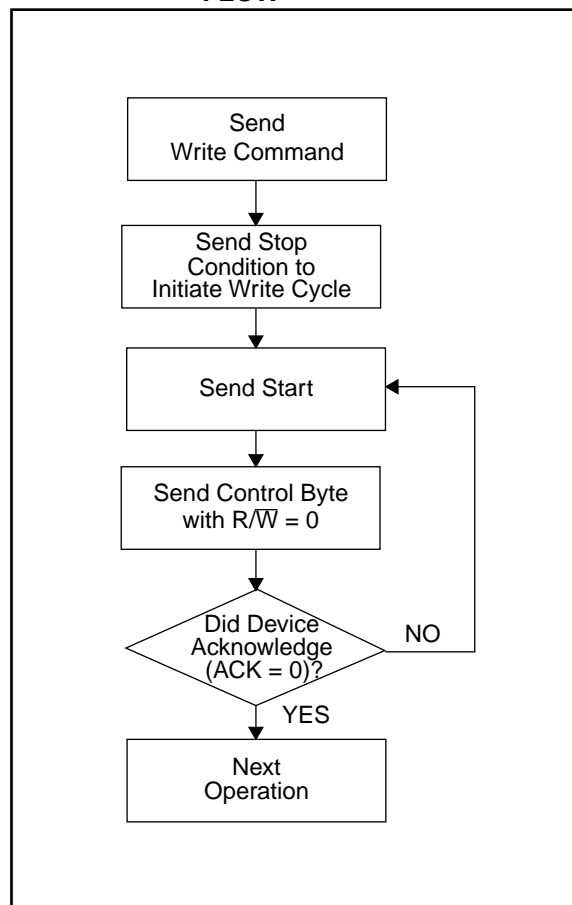 FLOW
Send
Write Command
Send Stop
Condition to
Initiate Write Cycle
Send Start
Send Control Byte
with R/W̅ = 0
Did Device
Acknowledge
(ACK = 0)?
NO
YES
Next
Operation